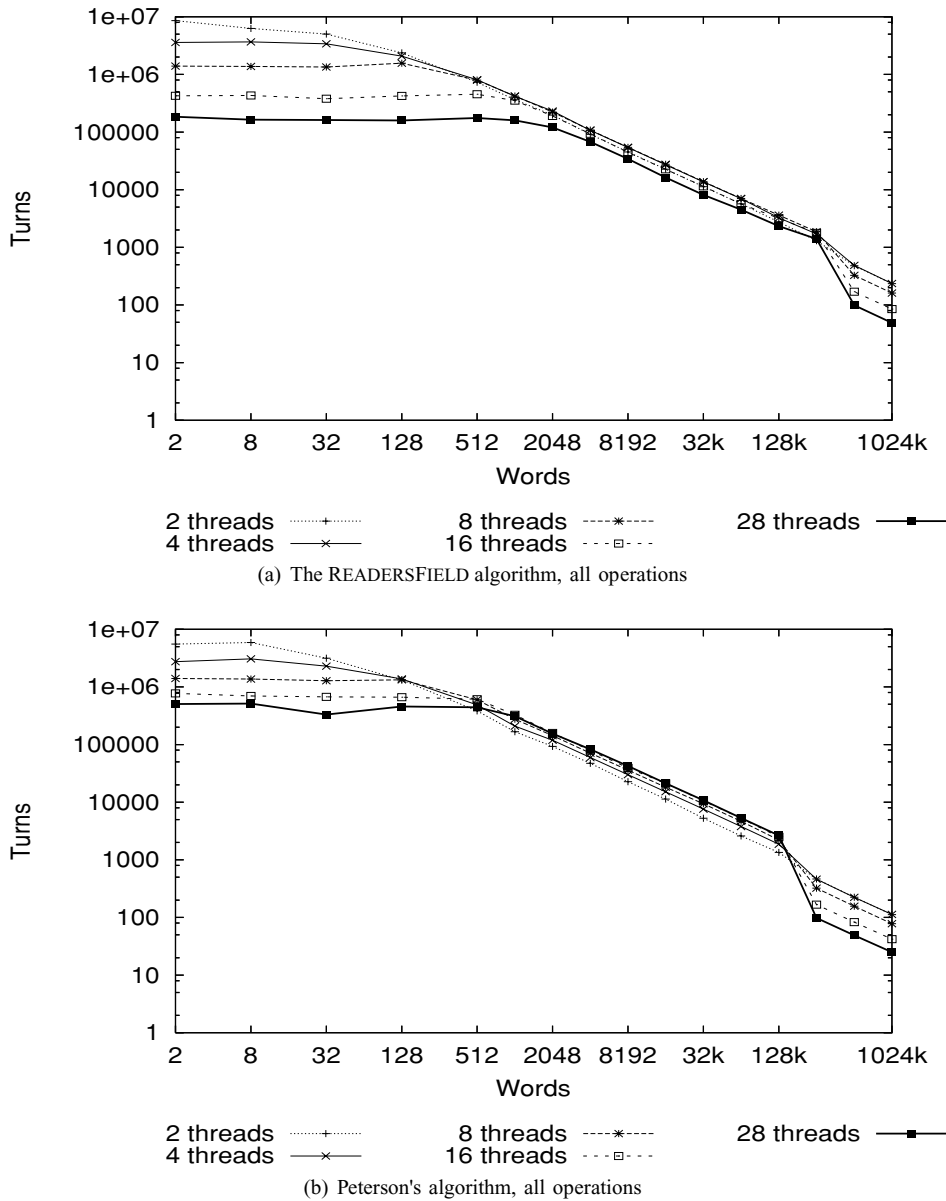 1e+07
1e+06
100000
10000
1000
100
10
1
Turns
2 8 32 128 512 2048 8192 32k 128k 1024k
Words
2 threads 8 threads 28 threads
4 threads 16 threads
(a) The READERSFIELD algorithm, all operations
1e+07
1e+06
100000
10000
1000
100
10
1
Turns
2 8 32 128 512 2048 8192 32k 128k 1024k
Words
2 threads 8 threads 28 threads
4 threads 16 threads
(b) Peterson's algorithm, all operations